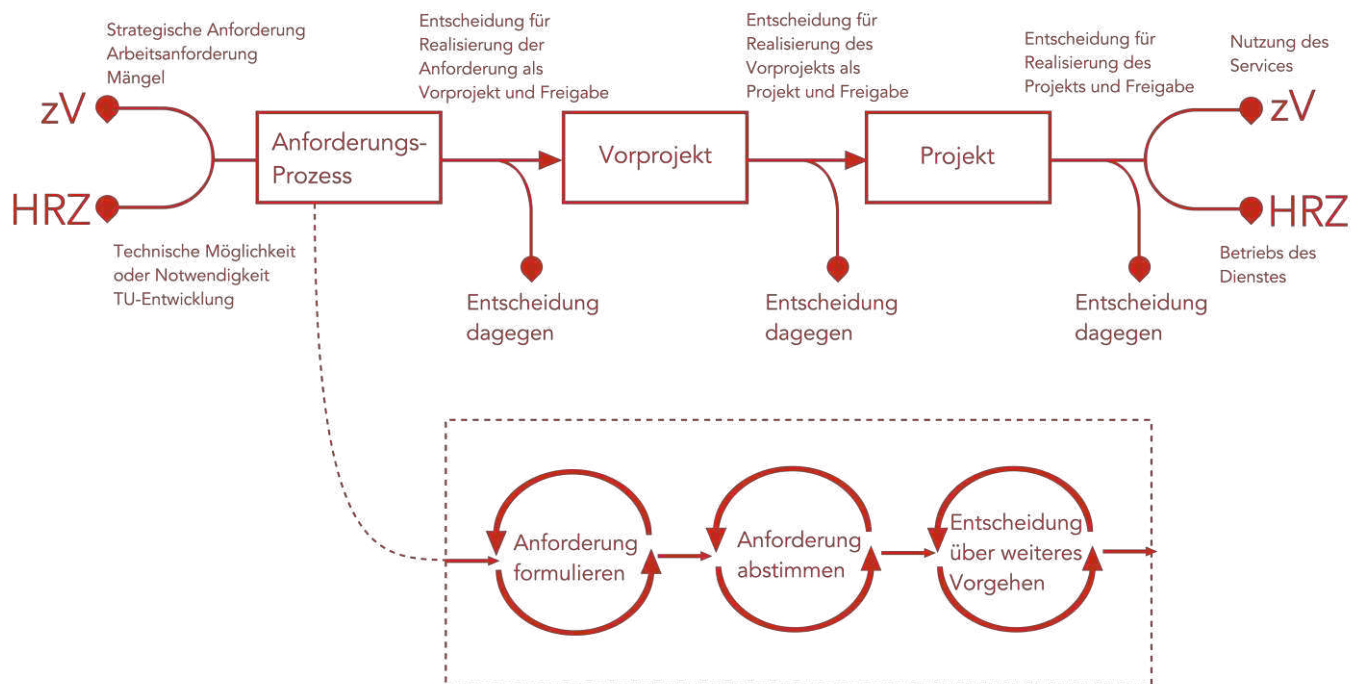 Strategische Anforderung
Arbeitsanforderung
Mängel
zV
HRZ
Technische Möglichkeit
oder Notwendigkeit
TU-Entwicklung
Anforderungs-
Prozess
Entscheidung für
Realisierung der
Anforderung als
Vorprojekt und Freigabe
Entscheidung
dagegen
Vorprojekt
Entscheidung für
Realisierung des
Vorprojekts als
Projekt und Freigabe
Entscheidung
dagegen
Projekt
Entscheidung für
Realisierung des
Projekts und Freigabe
Entscheidung
dagegen
Nutzung des
Services
zV
HRZ
Betriebs des
Dienstes
Anforderung
formulieren
Anforderung
abstimmen
Entscheidung
über weiteres
Vorgehen